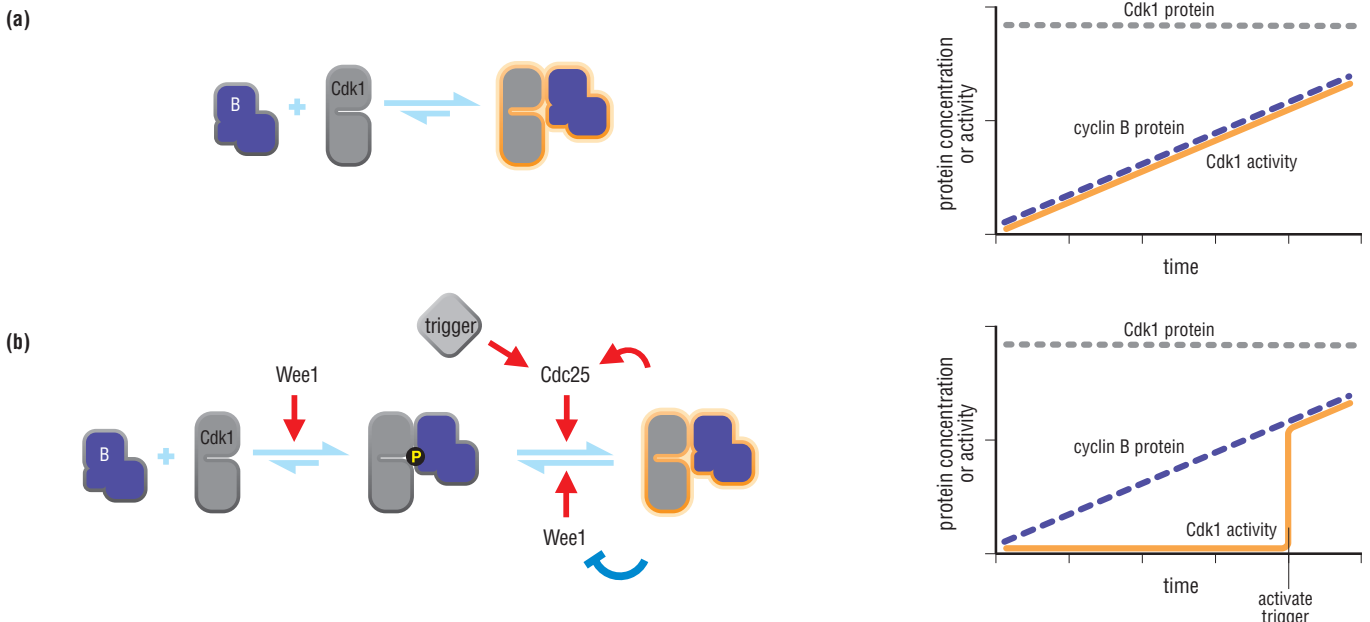 (a)
B
Cdk1
Cdk1 protein
cyclin B protein
Cdk1 activity
protein concentration
or activity
time
(b)
trigger
Wee1
Cdc25
B
Cdk1
P
Wee1
Cdk1 protein
cyclin B protein
Cdk1 activity
protein concentration
or activity
time
activate
trigger